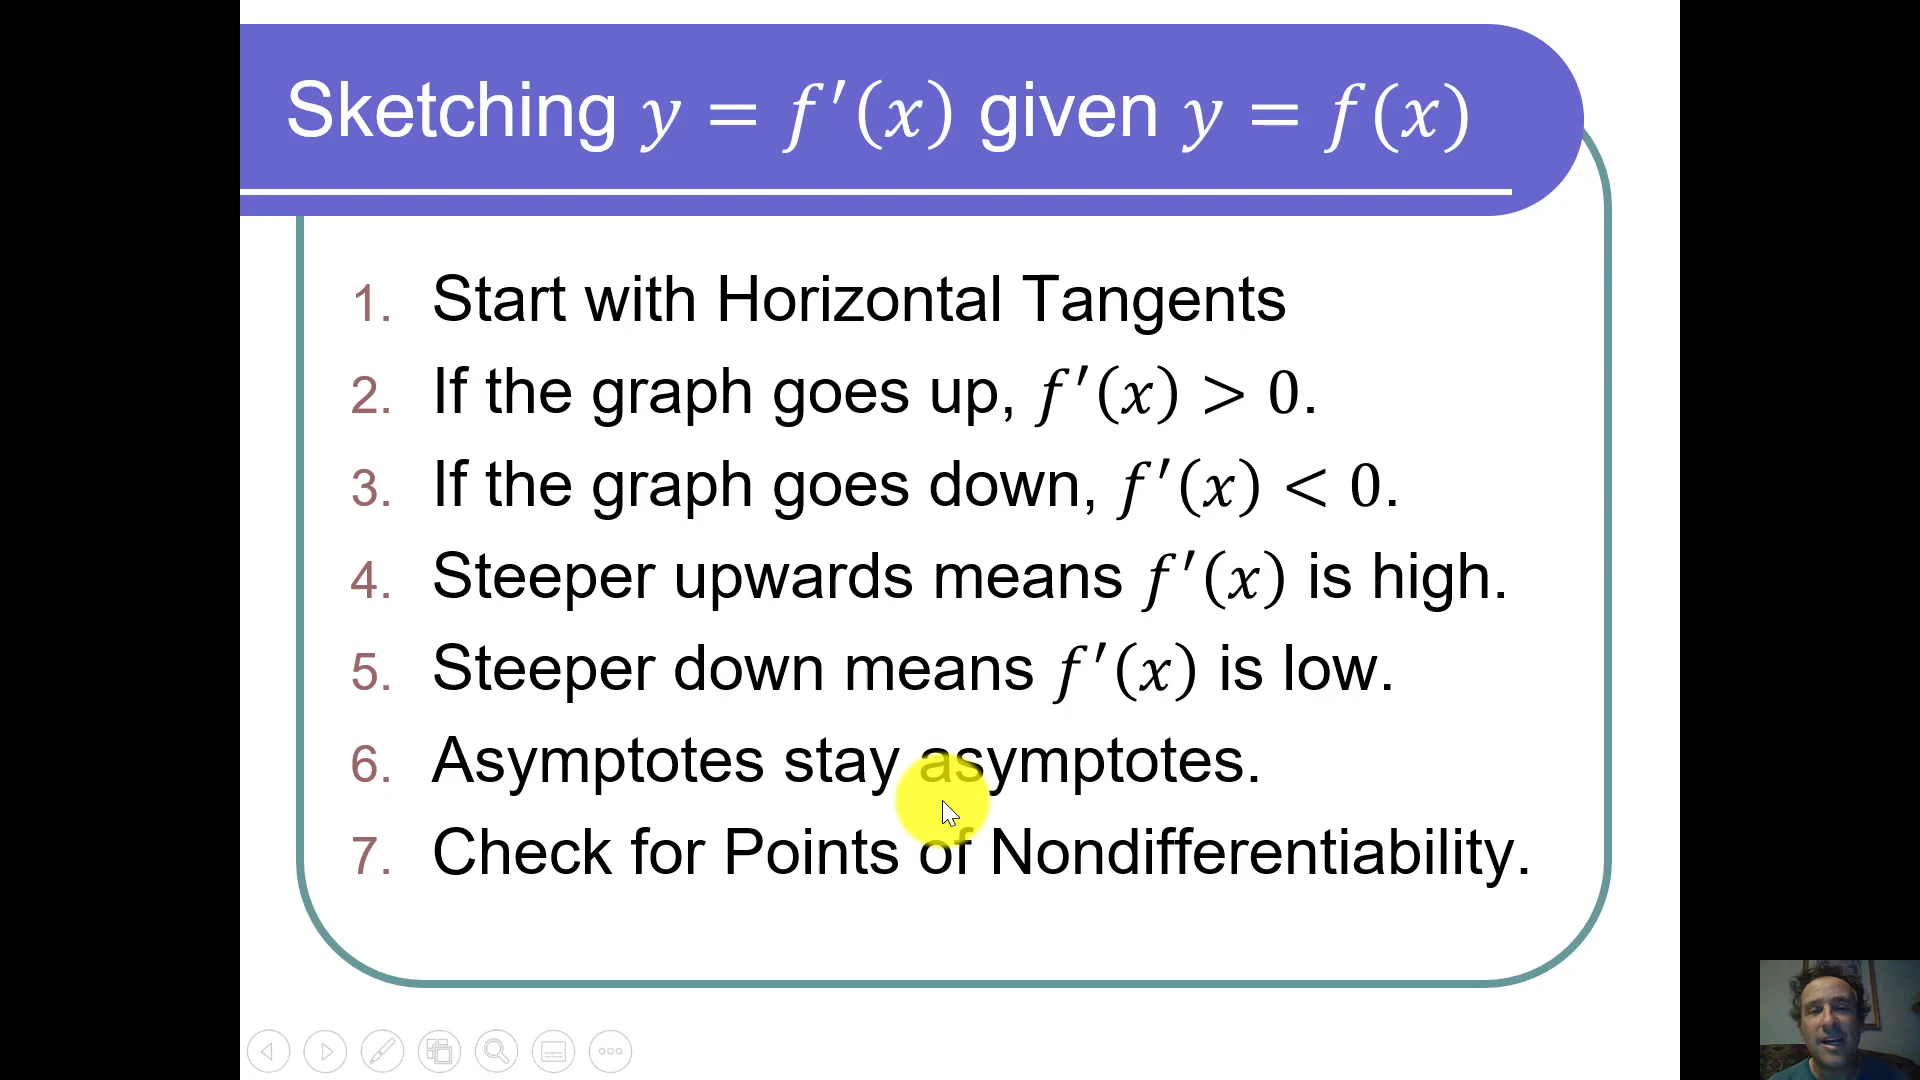 Sketching y = f′(x) given y = f(x)
1. Start with Horizontal Tangents
2. If the graph goes up, f′(x) > 0.
3. If the graph goes down, f′(x) < 0.
4. Steeper upwards means f′(x) is high.
5. Steeper down means f′(x) is low.
6. Asymptotes stay asymptotes.
7. Check for Points of Nondifferentiability.